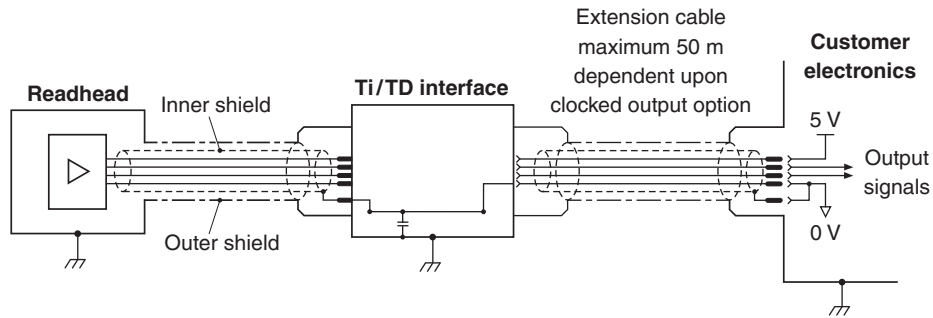 Readhead
Inner shield
Outer shield
Ti/TD interface
Extension cable
maximum 50 m
dependent upon
clocked output option
Customer
electronics
5 V
Output
signals
0 V